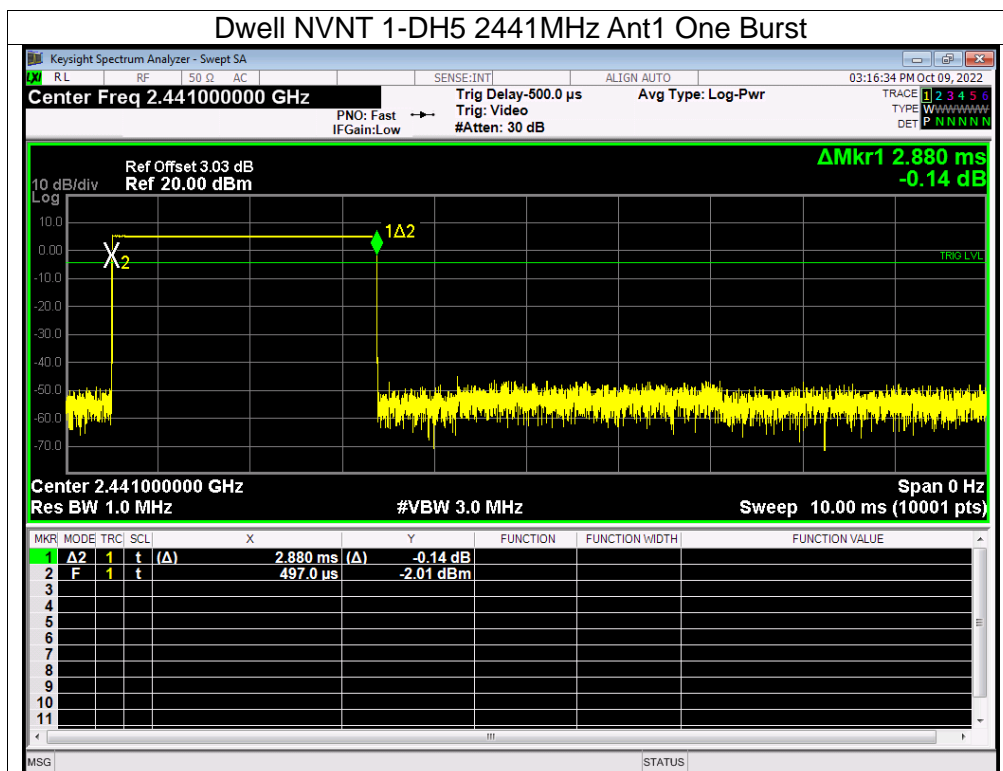 Dwell NVNT 1-DH5 2441MHz Ant1 One Burst
Keysight Spectrum Analyzer - Swept SA
LXI RL RF 50 Ω AC SENSE:INT ALIGN AUTO 03:16:34 PM Oct 09, 2022
Center Freq 2.441000000 GHz Trig Delay-500.0 µs Avg Type: Log-Pwr TRACE 1 2 3 4 5 6
PNO: Fast Trig: Video TYPE WWWWWW
IFGain:Low #Atten: 30 dB DET P N N N N N
ΔMkr1 2.880 ms
Ref Offset 3.03 dB
10 dB/div Ref 20.00 dBm -0.14 dB
Log
10.0
1Δ2
0.00
X2
TRIG LVL
-10.0
-20.0
-30.0
-40.0
-50.0
-60.0
-70.0
Center 2.441000000 GHz Span 0 Hz
Res BW 1.0 MHz #VBW 3.0 MHz Sweep 10.00 ms (10001 pts)
MKR MODE TRC SCL X Y FUNCTION FUNCTION WIDTH FUNCTION VALUE
1 Δ2 1 t (Δ) 2.880 ms (Δ) -0.14 dB
2 F 1 t 497.0 µs -2.01 dBm
3
4
5
6
7
8
9
10
11
MSG STATUS